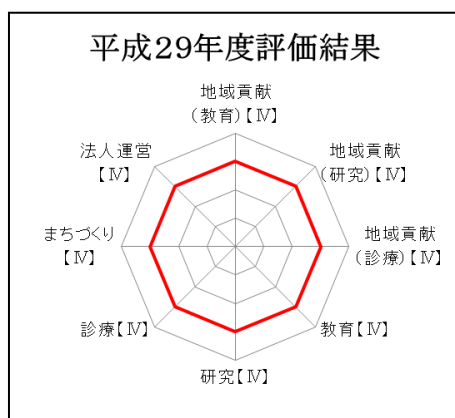 平成29年度評価結果
地域貢献
(教育)【Ⅳ】
地域貢献
(研究)【Ⅳ】
地域貢献
(診療)【Ⅳ】
教育【Ⅳ】
研究【Ⅳ】
診療【Ⅳ】
まちづくり
【Ⅳ】
法人運営
【Ⅳ】